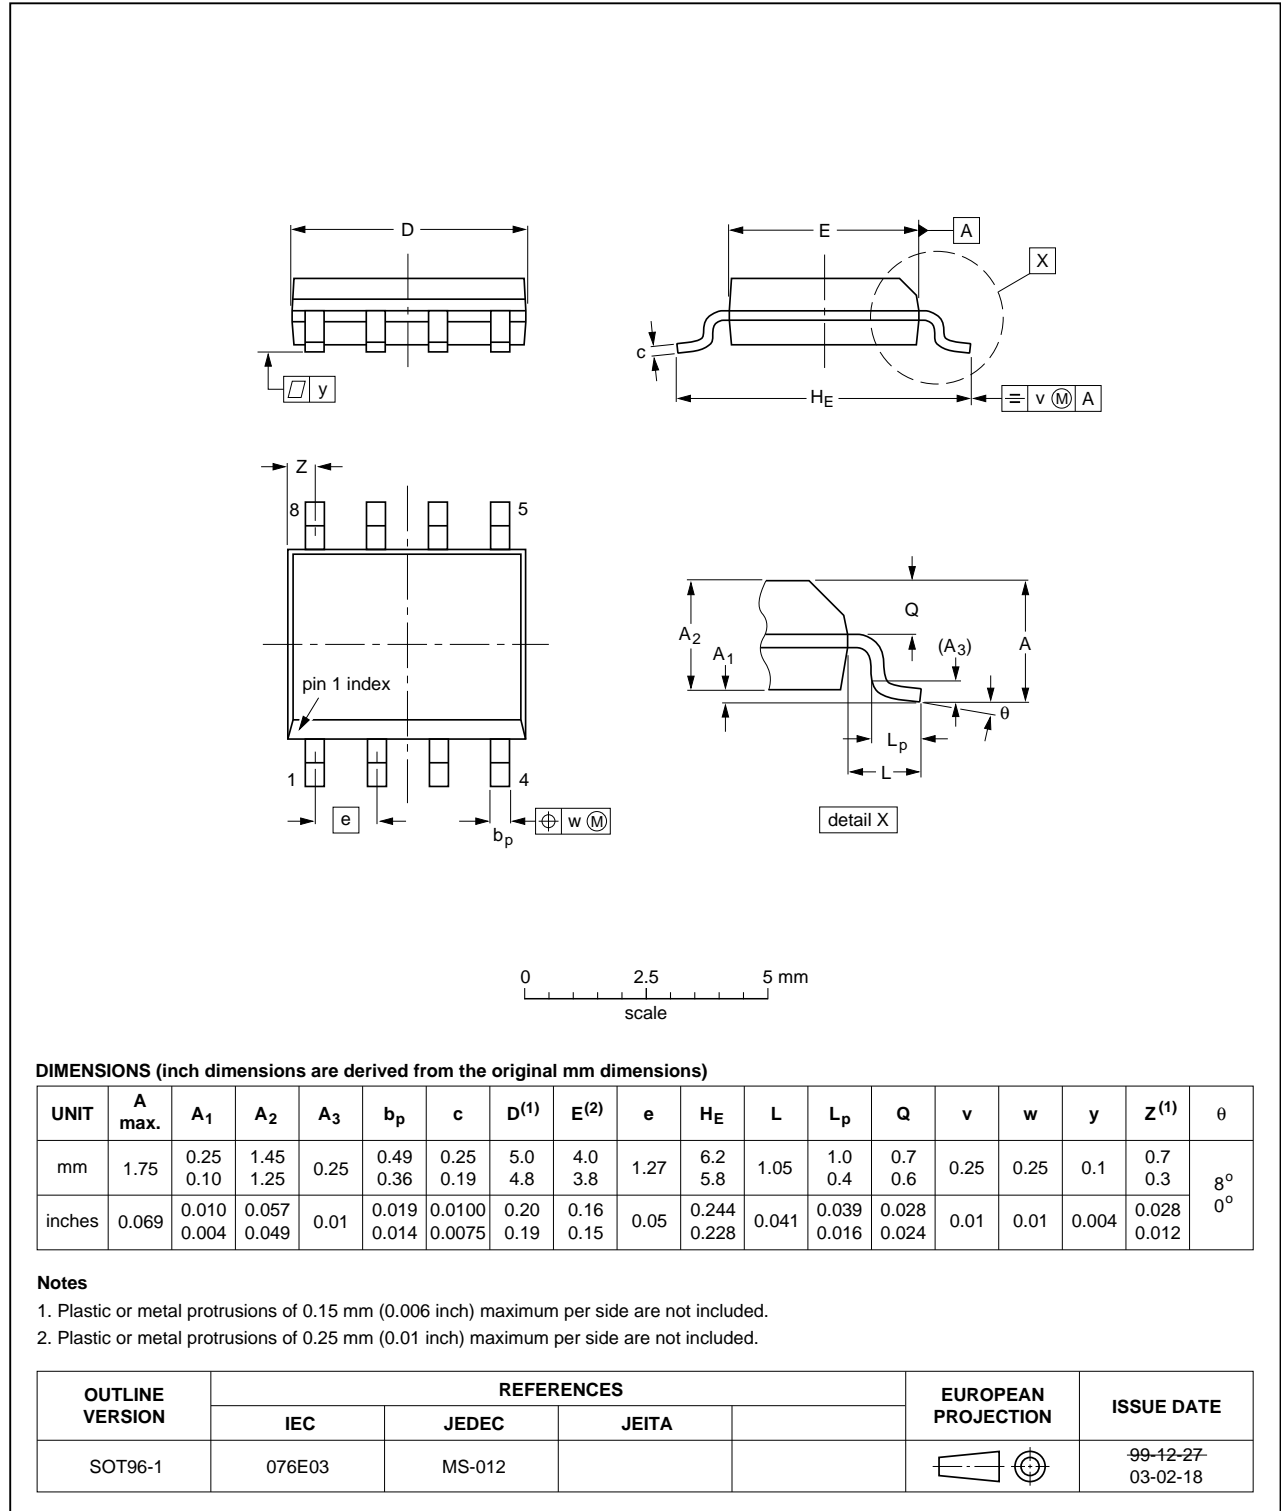 D
E
A
X
c
y
HE
v M A
Z
8
5
Q
A2
A1
(A3)
A
pin 1 index
θ
Lp
L
1
4
e
bp
w M
detail X
0 2.5 5 mm
scale
DIMENSIONS (inch dimensions are derived from the original mm dimensions)
UNIT A max. A1 A2 A3 bp c D(1) E(2) e HE L Lp Q v w y Z(1) θ
mm 1.75 0.25 0.10 1.45 1.25 0.25 0.49 0.36 0.25 0.19 5.0 4.8 4.0 3.8 1.27 6.2 5.8 1.05 1.0 0.4 0.7 0.6 0.25 0.25 0.1 0.7 0.3 8° 0°
inches 0.069 0.010 0.004 0.057 0.049 0.01 0.019 0.014 0.0100 0.0075 0.20 0.19 0.16 0.15 0.05 0.244 0.228 0.041 0.039 0.016 0.028 0.024 0.01 0.01 0.004 0.028 0.012
Notes
1. Plastic or metal protrusions of 0.15 mm (0.006 inch) maximum per side are not included.
2. Plastic or metal protrusions of 0.25 mm (0.01 inch) maximum per side are not included.
OUTLINE VERSION REFERENCES EUROPEAN PROJECTION ISSUE DATE
IEC JEDEC JEITA
SOT96-1 076E03 MS-012 99-12-27
03-02-18